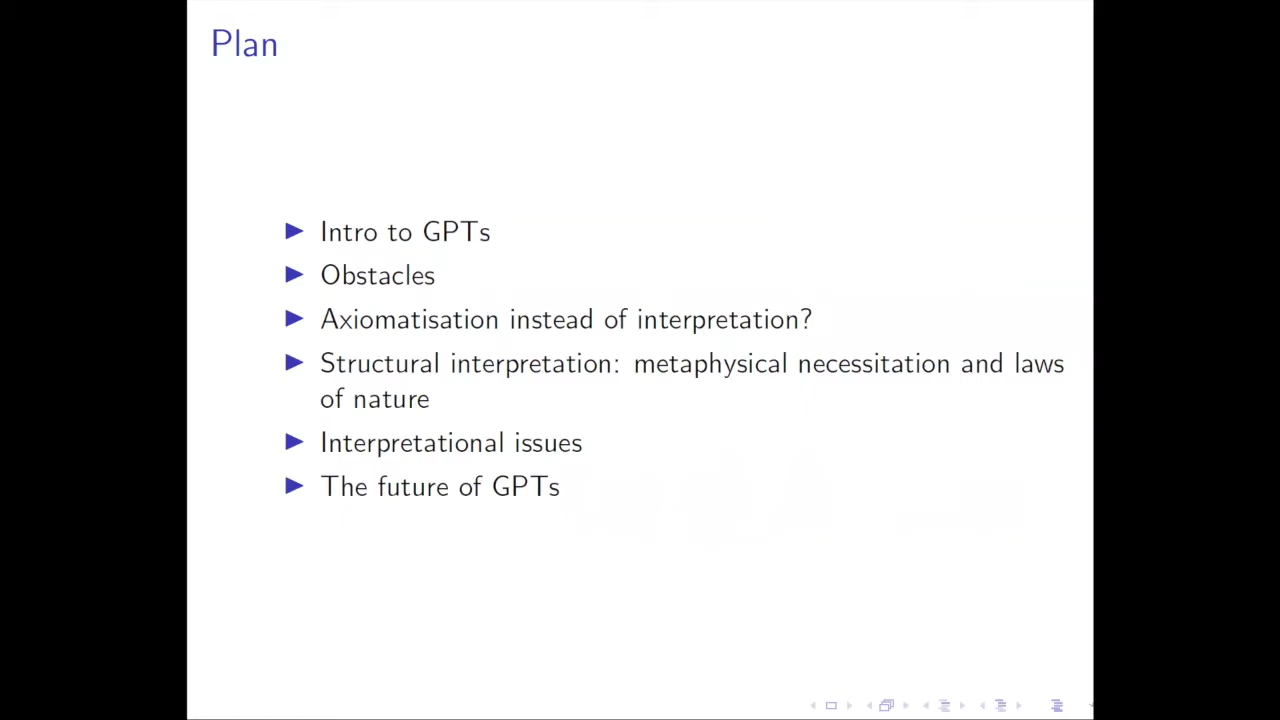 Plan
Intro to GPTs
Obstacles
Axiomatisation instead of interpretation?
Structural interpretation: metaphysical necessitation and laws
of nature
Interpretational issues
The future of GPTs